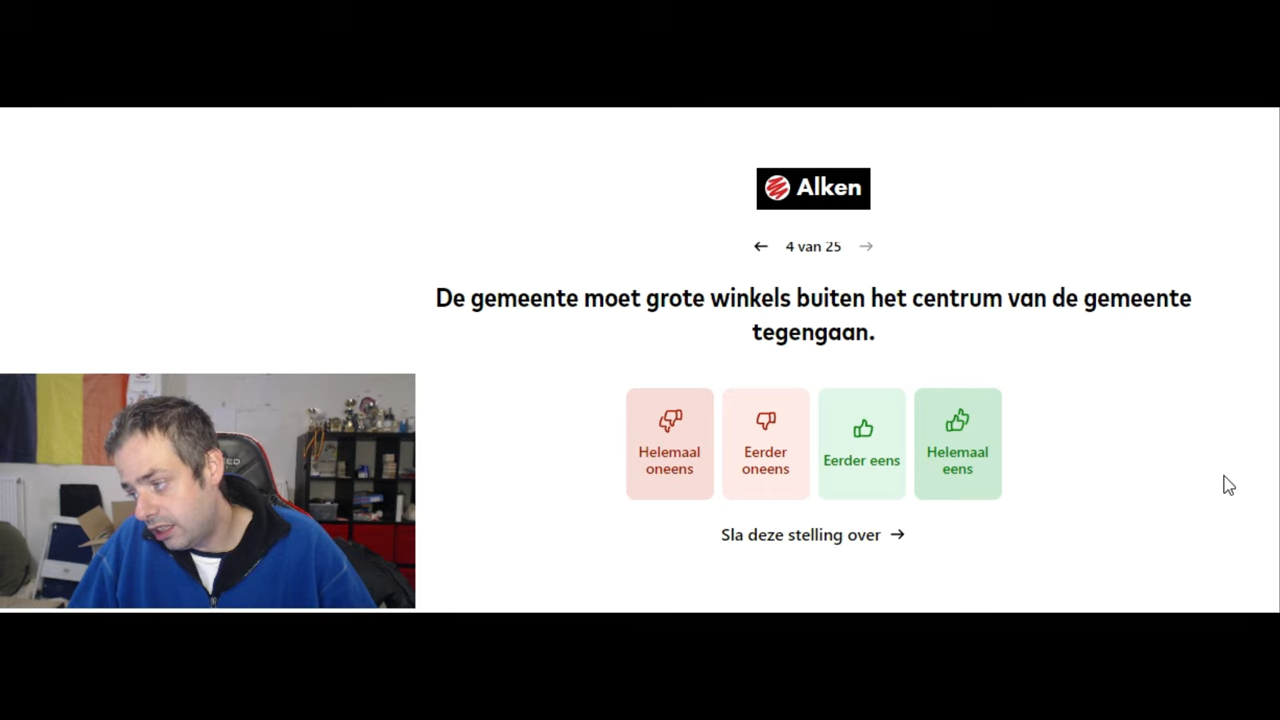 Alken
4 van 25
De gemeente moet grote winkels buiten het centrum van de gemeente
tegengaan.
Helemaal
oneens
Eerder
oneens
Eerder eens
Helemaal
eens
Sla deze stelling over